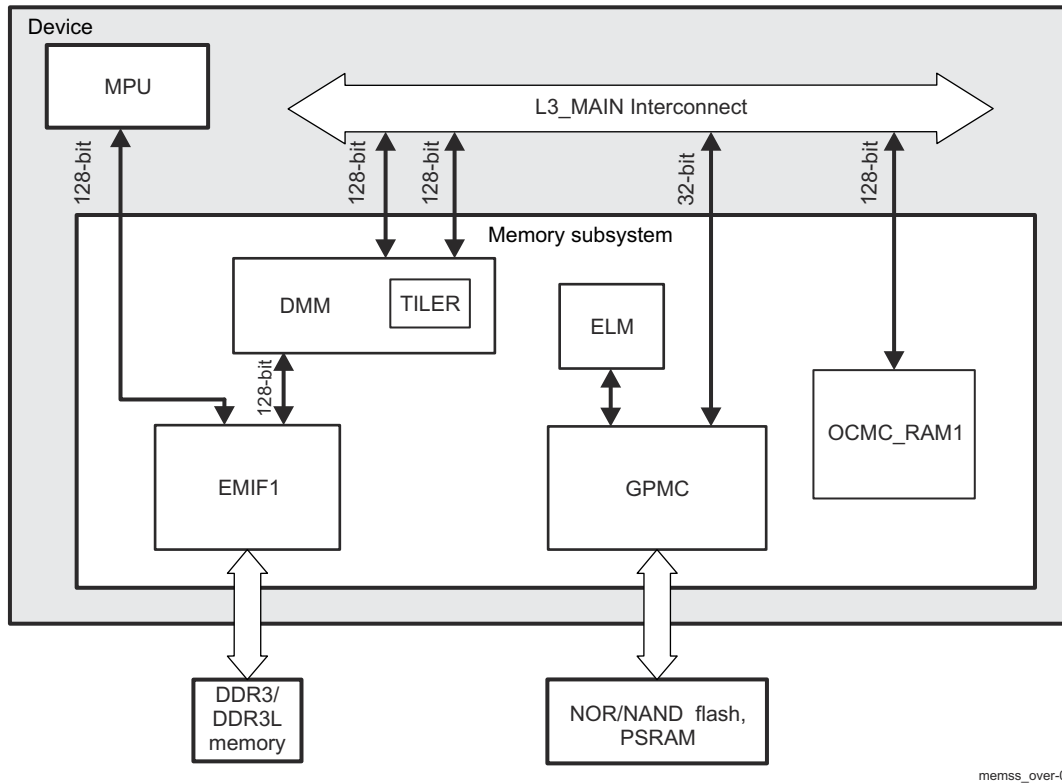 Device
MPU
L3_MAIN Interconnect
128-bit
128-bit
128-bit
32-bit
128-bit
Memory subsystem
DMM
TILER
ELM
128-bit
OCMC_RAM1
EMIF1
GPMC
DDR3/
DDR3L
memory
NOR/NAND flash,
PSRAM